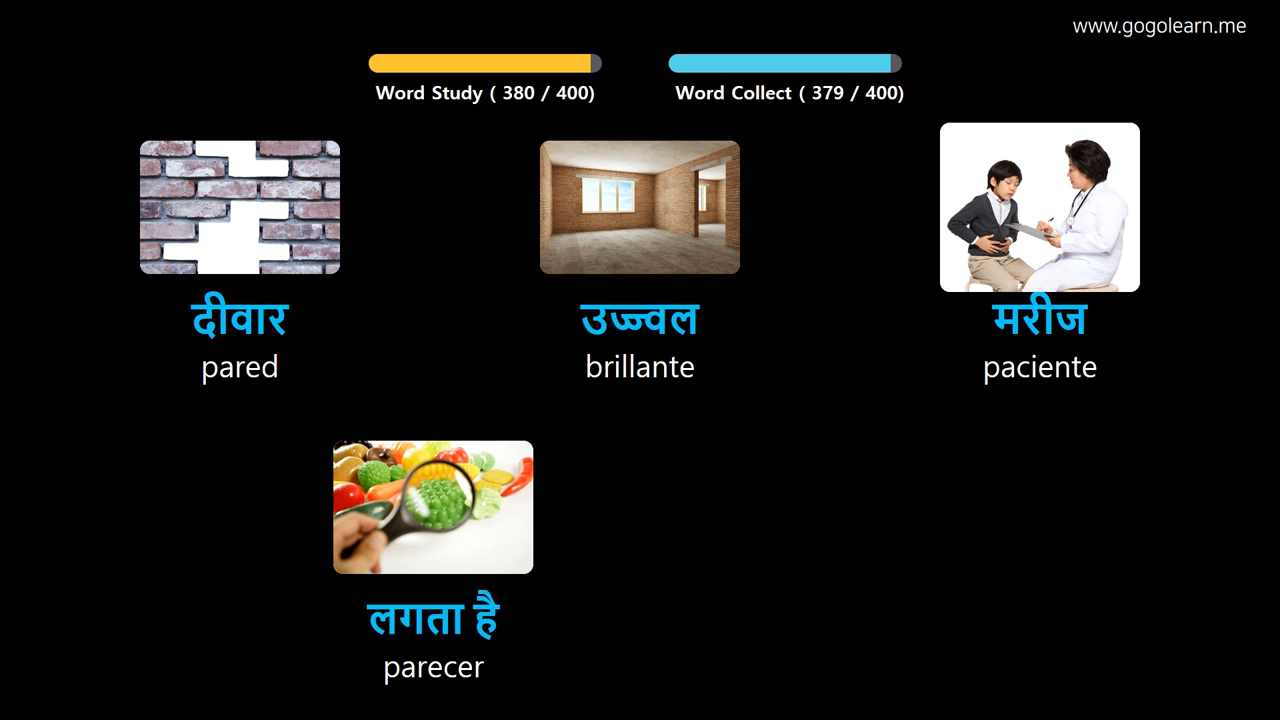 www.gogolearn.me
Word Study ( 380 / 400)
Word Collect ( 379 / 400)
दीवार
pared
उज्ज्वल
brillante
मरीज
paciente
लगता है
parecer